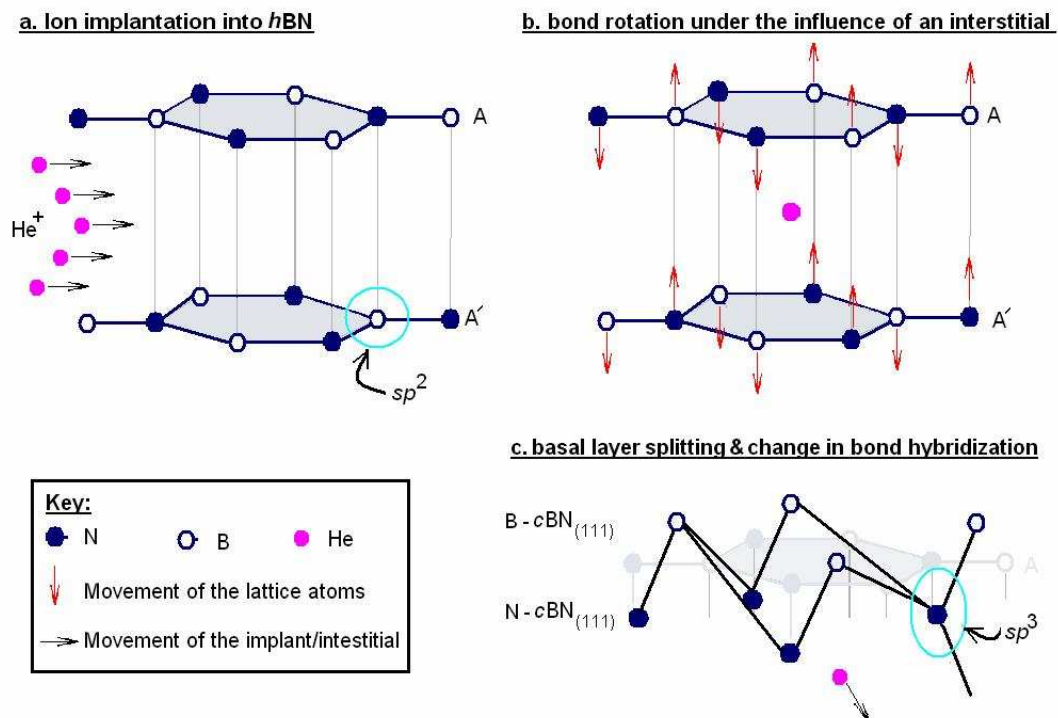 a. Ion implantation into hBN
b. bond rotation under the influence of an interstitial
A
A
He+
A′
A′
sp2
c. basal layer splitting & change in bond hybridization
Key:
N
B
He
Movement of the lattice atoms
Movement of the implant/intestitial
B - cBN(111)
A
N - cBN(111)
sp3